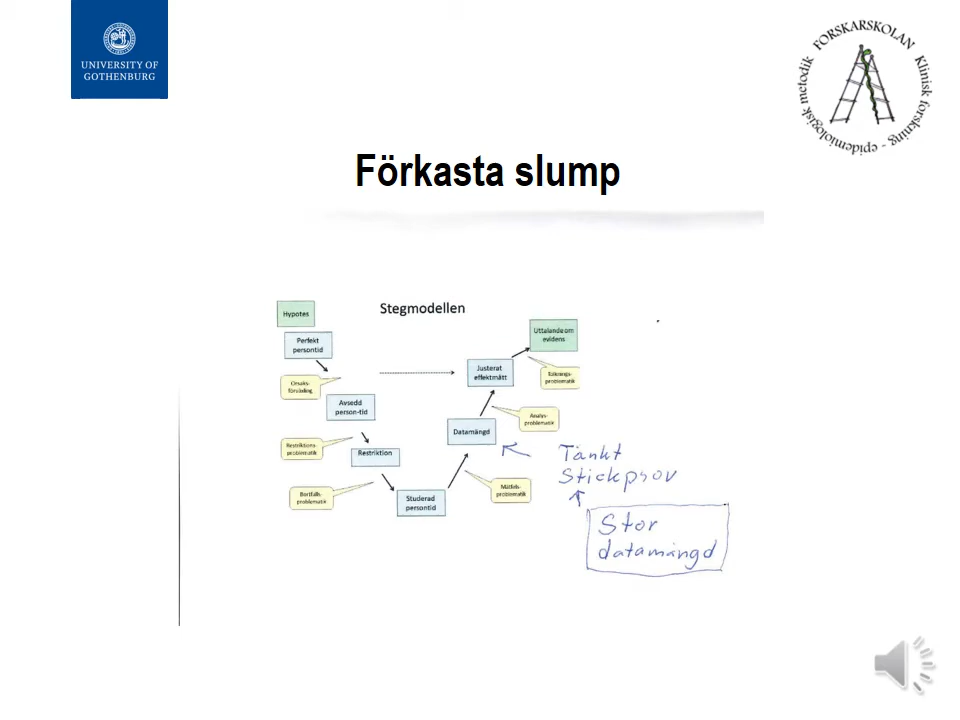 UNIVERSITY OF
GOTHENBURG
FORSKARSKOLAN
Klinisk forskning - epidemiologisk metodik
Förkasta slump
Stegmodellen
Hypotes
Perfekt
persontid
Orsaks-
förväxling
Avsedd
person-tid
Restriktions-
problematik
Restriktion
Bortfalls-
problematik
Studerad
persontid
Mätfels-
problematik
Datamängd
Analys-
problematik
Justerat
effektmått
Tolknings-
problematik
Uttalande om
evidens
Tänkt
Stickprov
Stor
datamängd